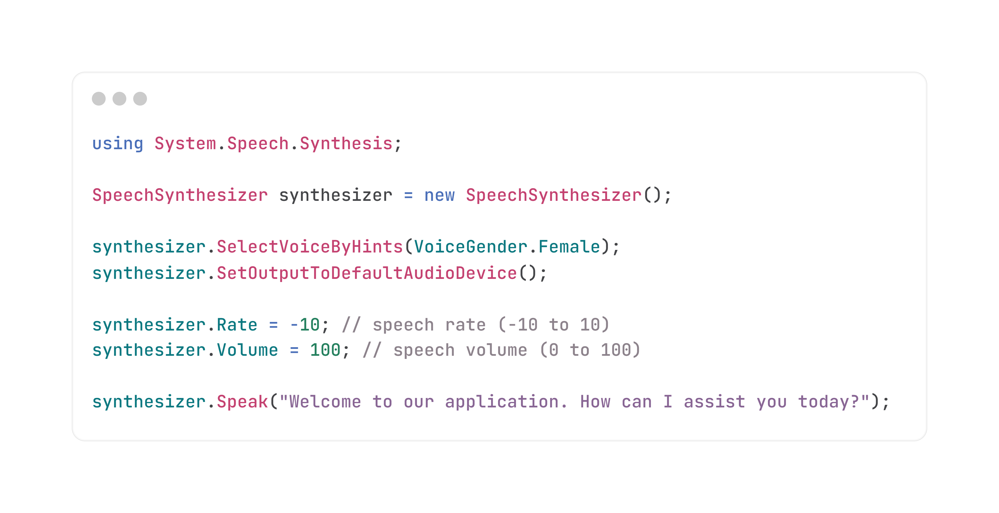 using System.Speech.Synthesis;
SpeechSynthesizer synthesizer = new SpeechSynthesizer();
synthesizer.SelectVoiceByHints(VoiceGender.Female);
synthesizer.SetOutputToDefaultAudioDevice();
synthesizer.Rate = -10; // speech rate (-10 to 10)
synthesizer.Volume = 100; // speech volume (0 to 100)
synthesizer.Speak("Welcome to our application. How can I assist you today?");